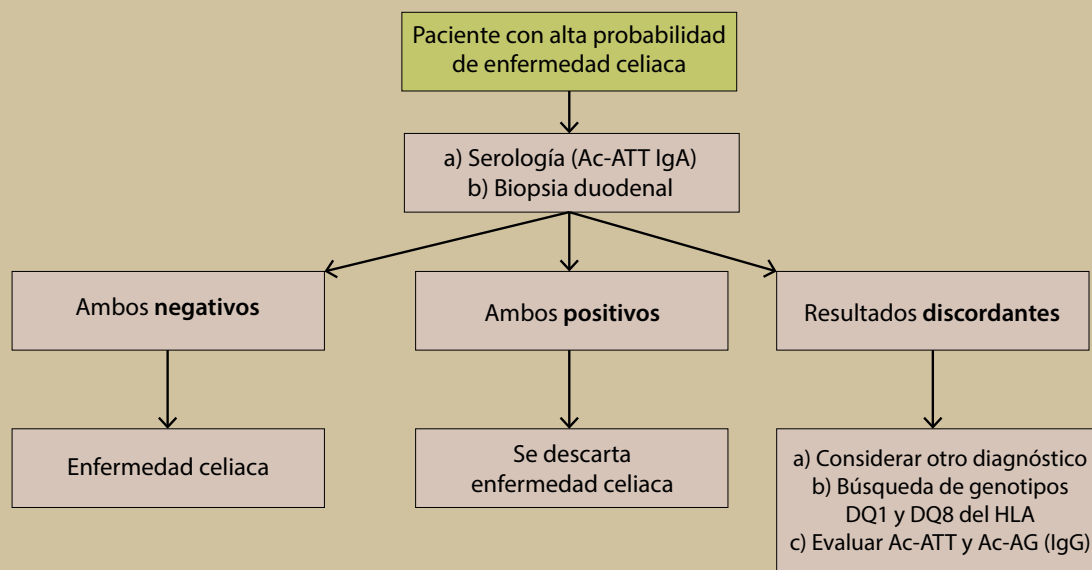 Paciente con alta probabilidad
de enfermedad celiaca
a) Serología (Ac-ATT IgA)
b) Biopsia duodenal
Ambos negativos
Ambos positivos
Resultados discordantes
Enfermedad celiaca
Se descarta
enfermedad celiaca
a) Considerar otro diagnóstico
b) Búsqueda de genotipos
DQ1 y DQ8 del HLA
c) Evaluar Ac-ATT y Ac-AG (IgG)